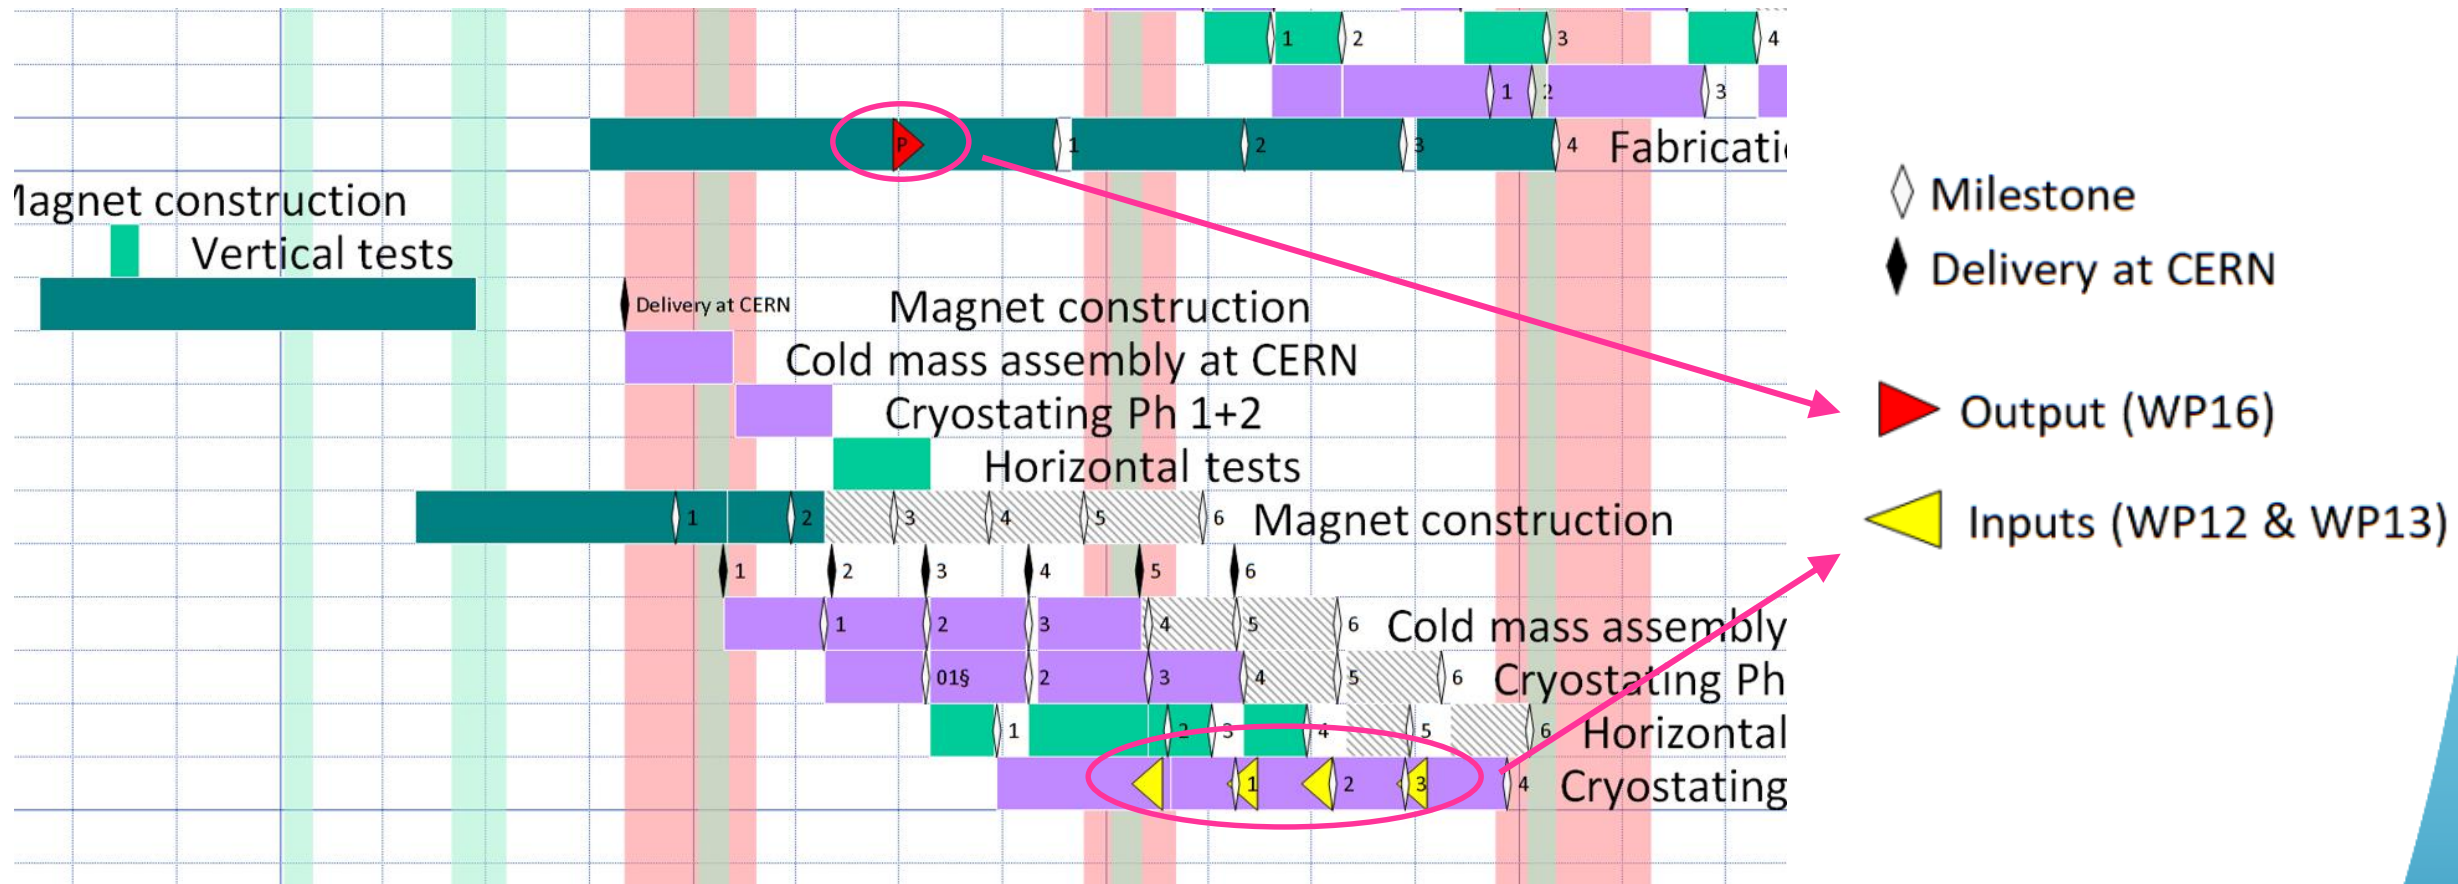 1 2 3 4
1 2 3
P 1 2 3 4 Fabricati
Magnet construction
Vertical tests
Delivery at CERN Magnet construction
Cold mass assembly at CERN
Cryostating Ph 1+2
Horizontal tests
1 2 3 4 5 6 Magnet construction
1 2 3 4 5 6
1 2 3 4 5 6 Cold mass assembly
01§ 2 3 4 5 6 Cryostating Ph
1 2 3 4 5 6 Horizontal
1 2 3 4 Cryostating
Milestone
Delivery at CERN
Output (WP16)
Inputs (WP12 & WP13)